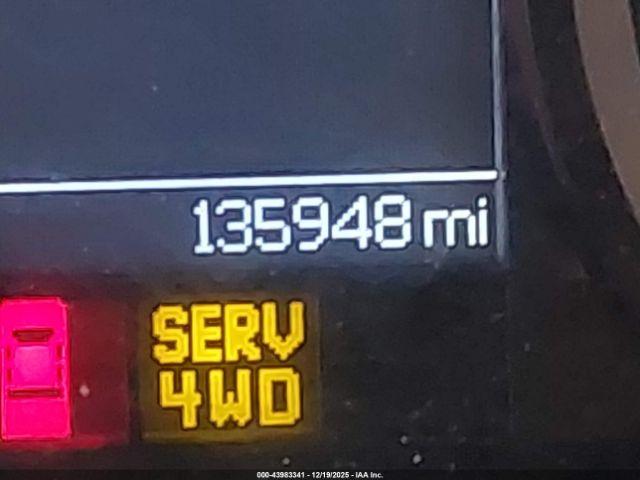 135948 mi
SERV
4WD
000-43983341 - 12/19/2025 - IAA Inc.